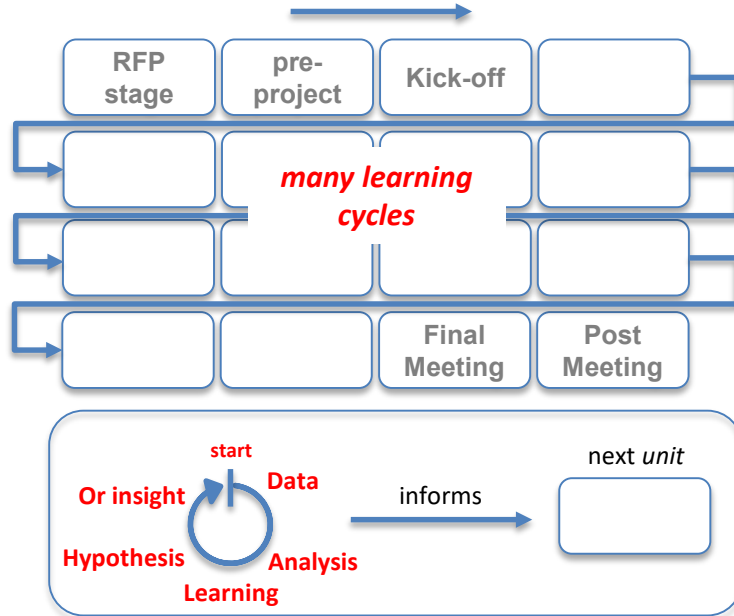 RFP
stage
pre-
project
Kick-off
many learning
cycles
Final
Meeting
Post
Meeting
start
Data
Or insight
Hypothesis
Analysis
Learning
informs
next unit